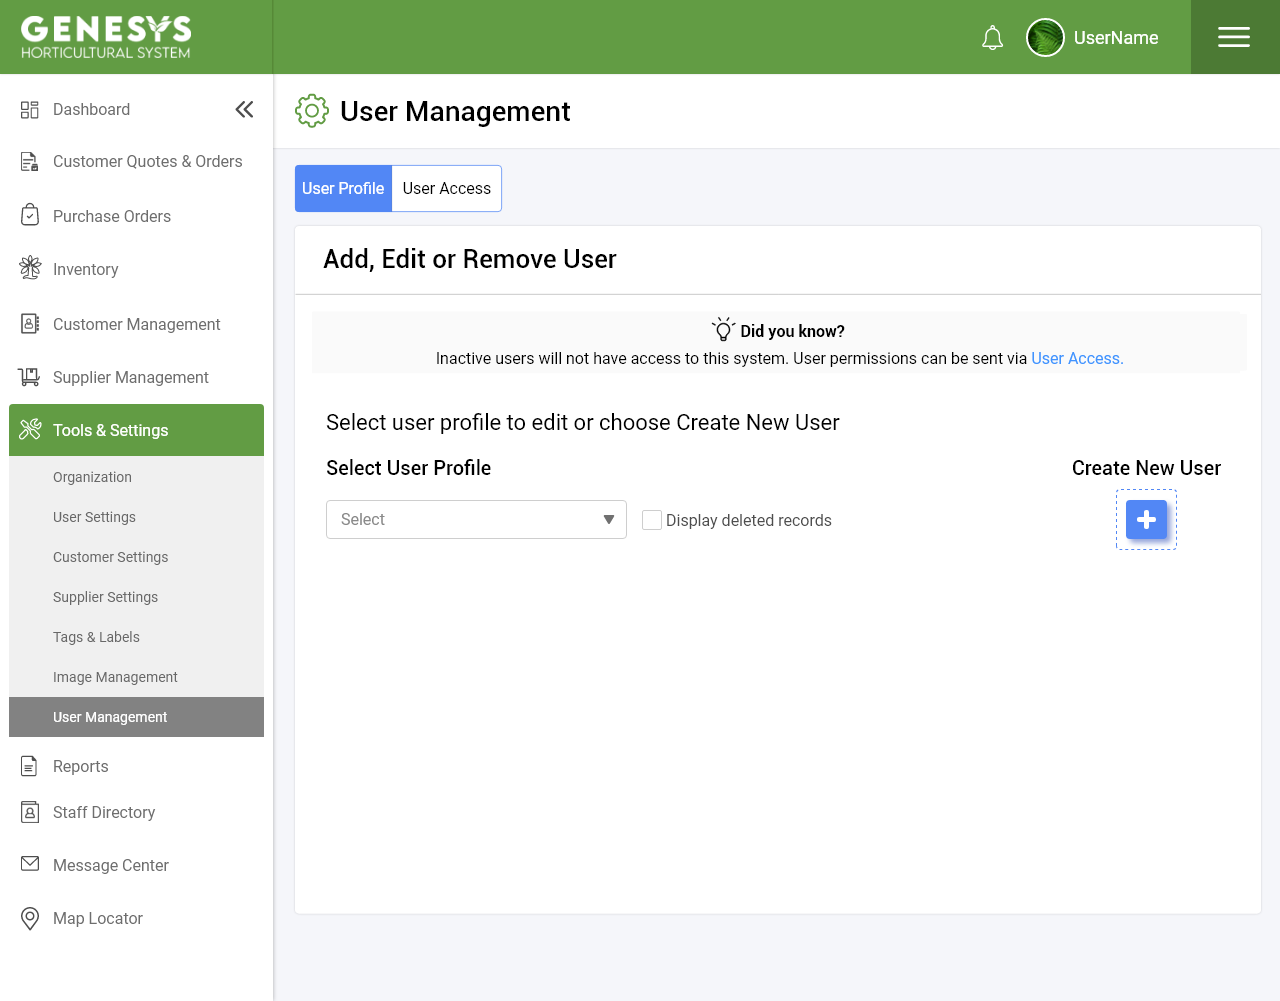 GENESYS
HORTICULTURAL SYSTEM
UserName
Dashboard
Customer Quotes & Orders
Purchase Orders
Inventory
Customer Management
Supplier Management
Tools & Settings
Organization
User Settings
Customer Settings
Supplier Settings
Tags & Labels
Image Management
User Management
Reports
Staff Directory
Message Center
Map Locator
User Management
User Profile
User Access
Add, Edit or Remove User
Did you know?
Inactive users will not have access to this system. User permissions can be sent via User Access.
Select user profile to edit or choose Create New User
Select User Profile
Create New User
Select
Display deleted records